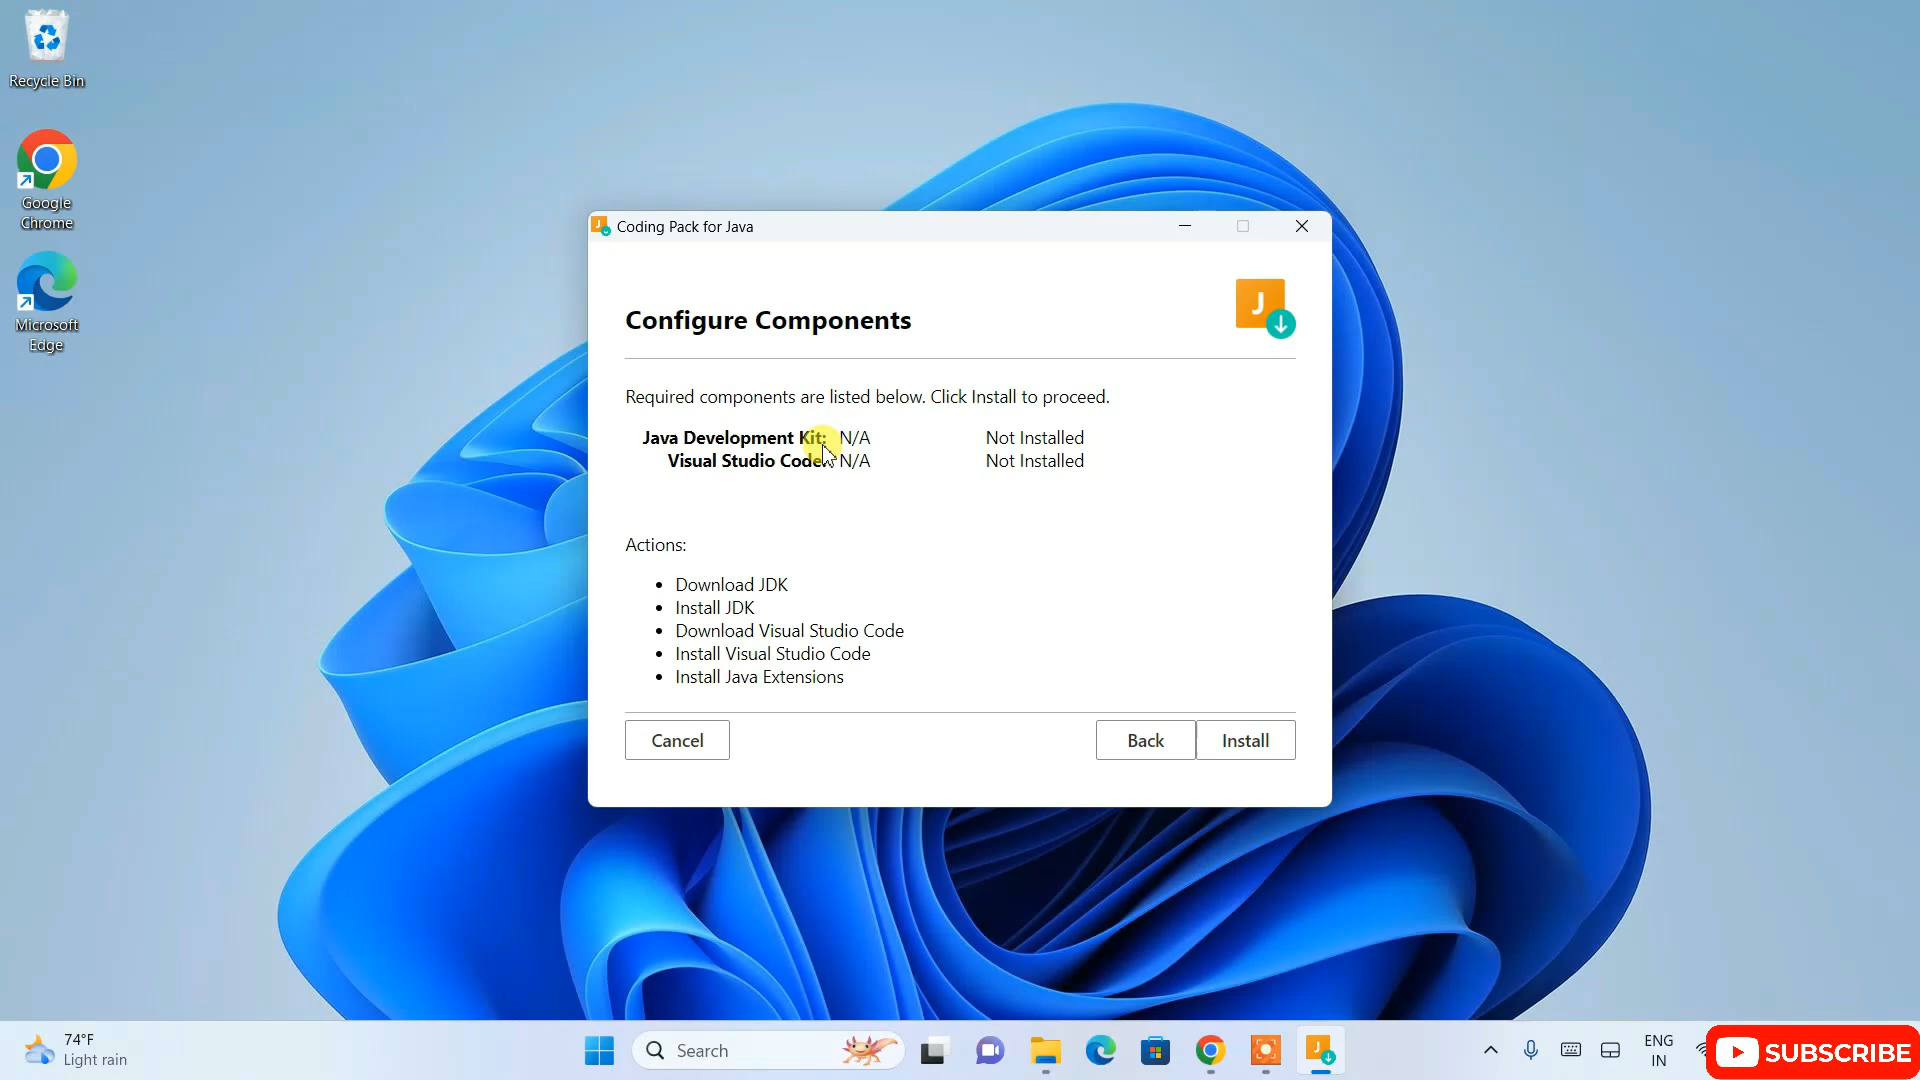 Recycle Bin
Google
Chrome
Microsoft
Edge
Coding Pack for Java
Configure Components
J
Required components are listed below. Click Install to proceed.
Java Development Kit: N/A Not Installed
Visual Studio Code: N/A Not Installed
Actions:
• Download JDK
• Install JDK
• Download Visual Studio Code
• Install Visual Studio Code
• Install Java Extensions
Cancel
Back
Install
74°F
Light rain
Search
J
ENG
IN
SUBSCRIBE